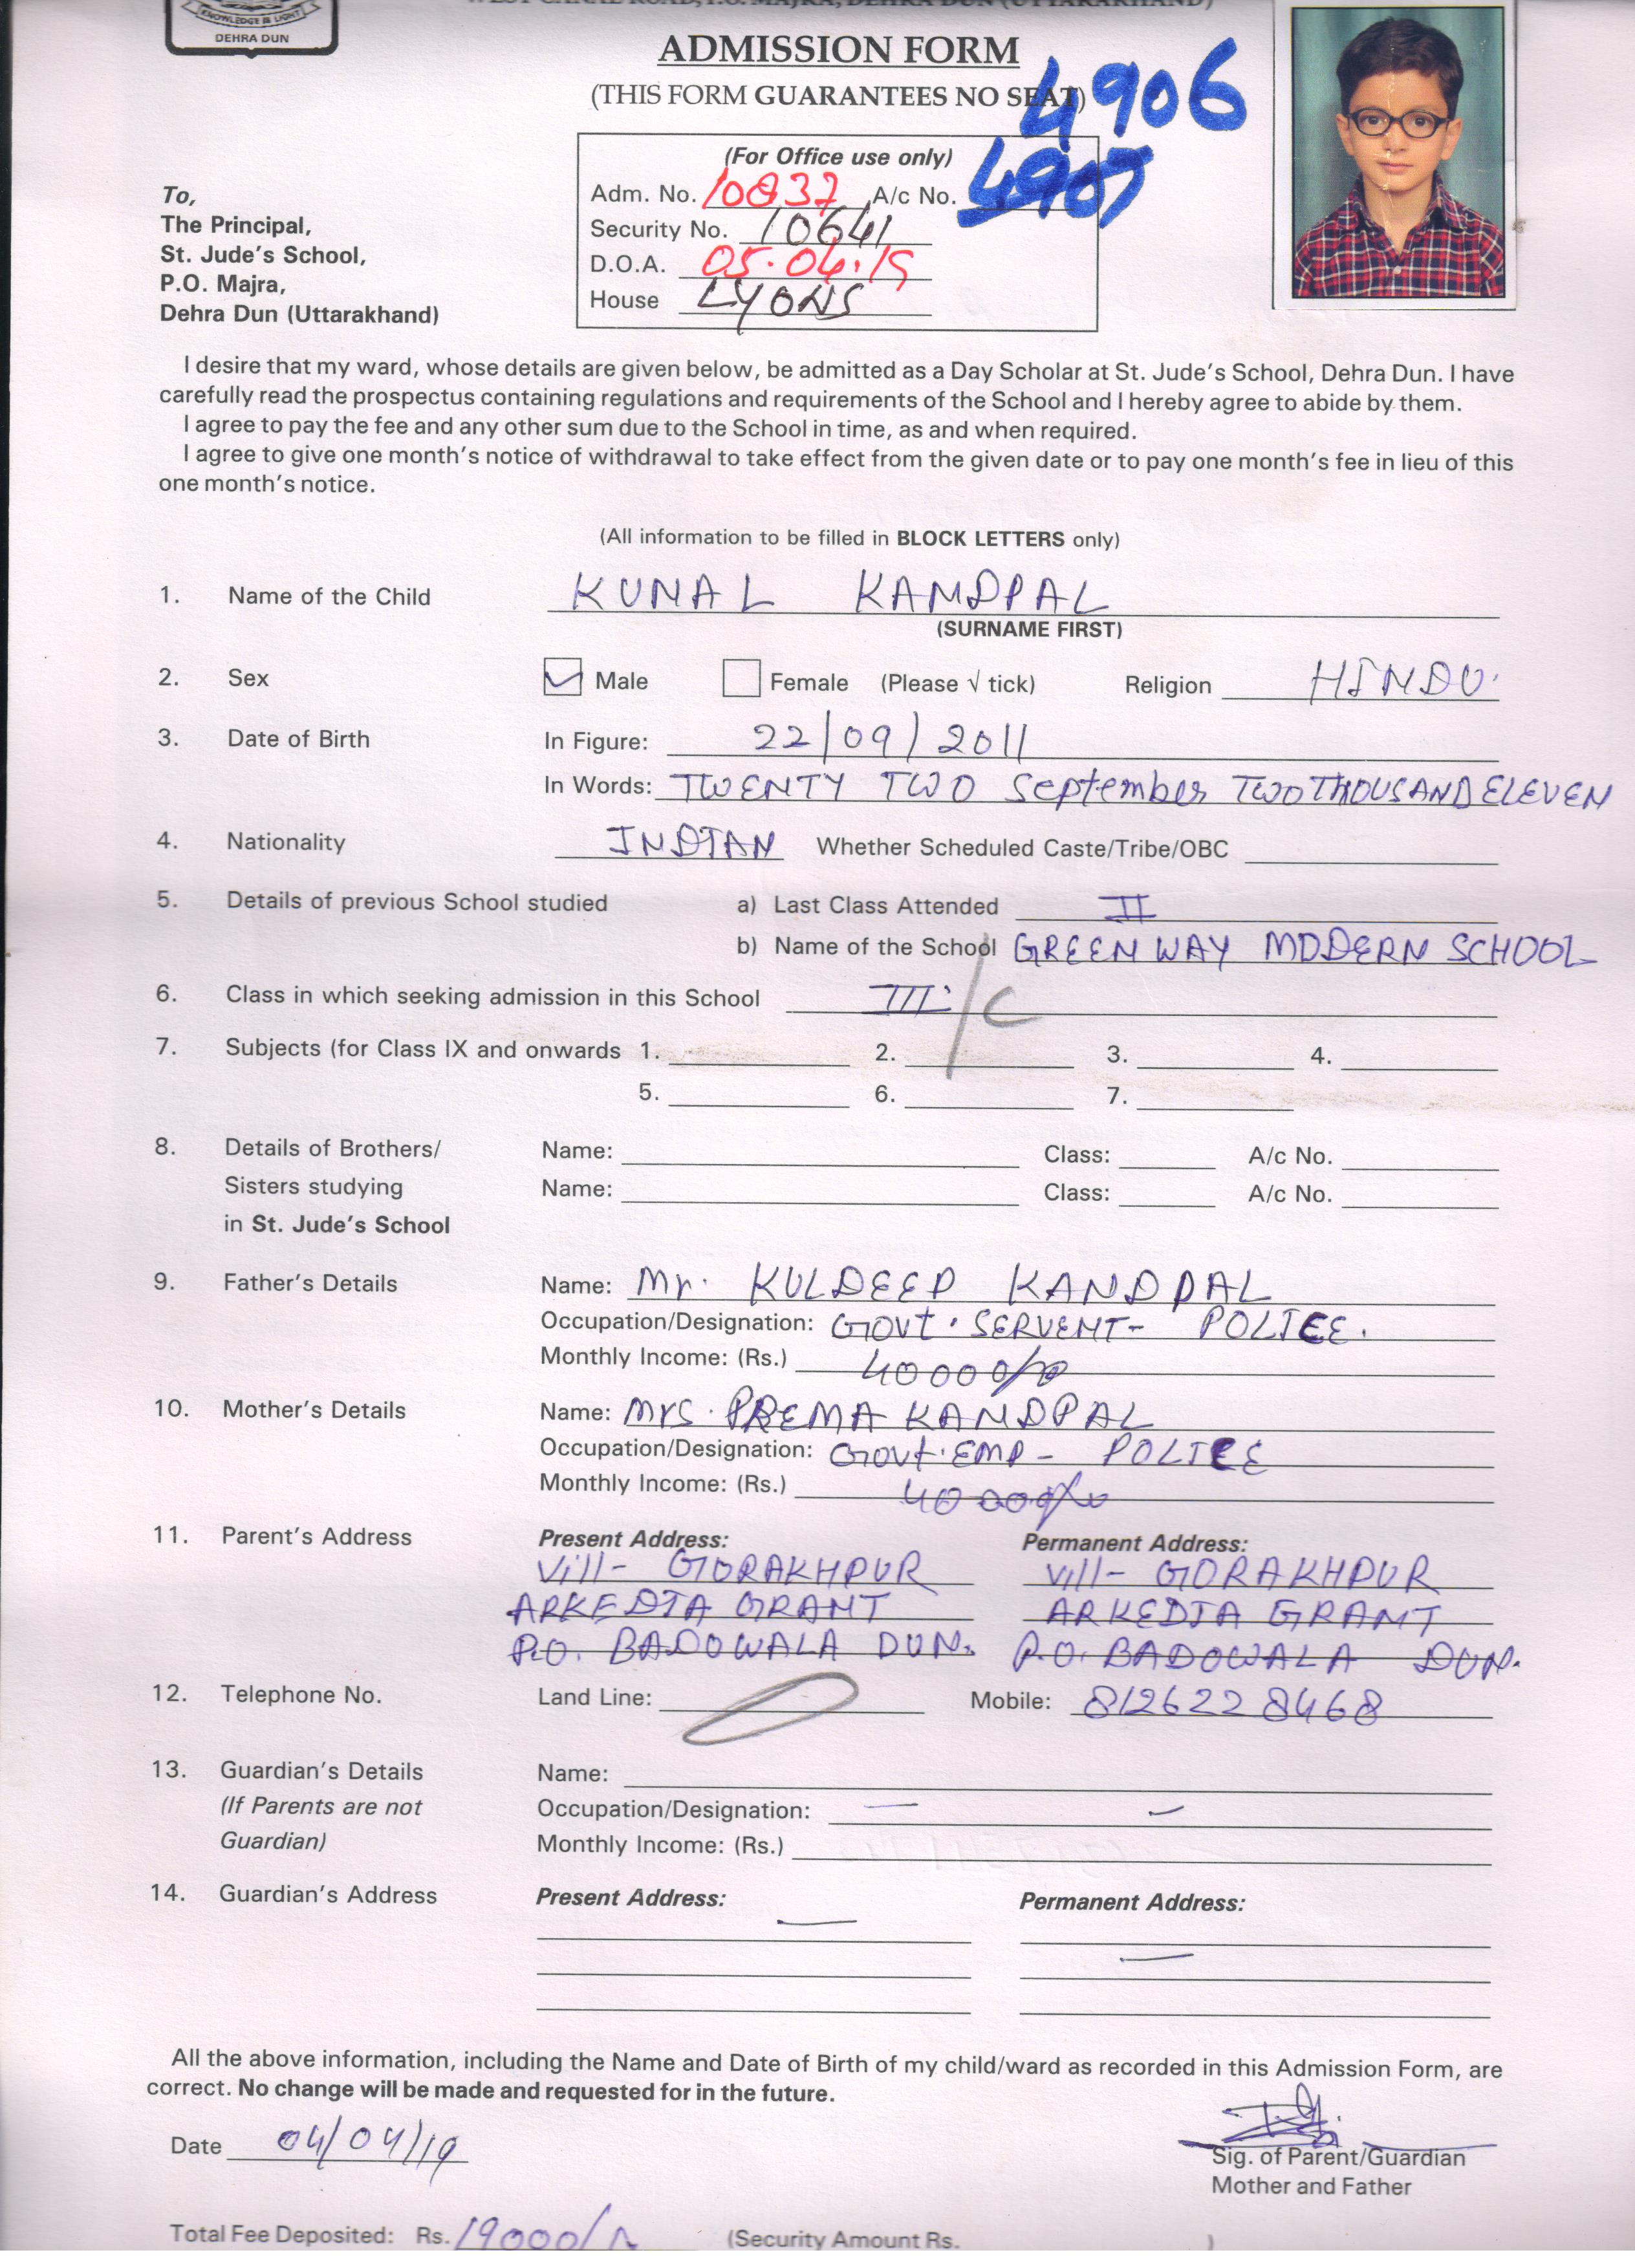 KNOWLEDGE IS LIGHT
DEHRA DUN
WEST CANAL ROAD, P.O. MAJRA, DEHRA DUN (UTTARAKHAND)
ADMISSION FORM
(THIS FORM GUARANTEES NO SEAT)
4906
(For Office use only)
Adm. No. 10837 A/c No. 4907
Security No. 10641
D.O.A. 05.04.19
House LYONS
To,
The Principal,
St. Jude's School,
P.O. Majra,
Dehra Dun (Uttarakhand)
I desire that my ward, whose details are given below, be admitted as a Day Scholar at St. Jude's School, Dehra Dun. I have
carefully read the prospectus containing regulations and requirements of the School and I hereby agree to abide by them.
I agree to pay the fee and any other sum due to the School in time, as and when required.
I agree to give one month's notice of withdrawal to take effect from the given date or to pay one month's fee in lieu of this
one month's notice.
(All information to be filled in BLOCK LETTERS only)
1. Name of the Child KUNAL KANDPAL
(SURNAME FIRST)
2. Sex Male Female (Please √ tick) Religion HINDU
3. Date of Birth In Figure: 22/09/2011
In Words: TWENTY TWO September TWO THOUSAND ELEVEN
4. Nationality INDIAN Whether Scheduled Caste/Tribe/OBC
5. Details of previous School studied a) Last Class Attended II
b) Name of the School GREEN WAY MODERN SCHOOL
6. Class in which seeking admission in this School III / C
7. Subjects (for Class IX and onwards 1. 2. 3. 4.
5. 6. 7.
8. Details of Brothers/ Name: Class: A/c No.
Sisters studying Name: Class: A/c No.
in St. Jude's School
9. Father's Details Name: Mr. KULDEEP KANDPAL
Occupation/Designation: GOVT. SERVENT- POLICE.
Monthly Income: (Rs.) 40000/-
10. Mother's Details Name: Mrs. PREMA KANDPAL
Occupation/Designation: GOVT. EMP - POLICE
Monthly Income: (Rs.) 40000/-
11. Parent's Address Present Address: Permanent Address:
Vill- GORAKHPUR Vill- GORAKHPUR
ARKEDIA GRANT ARKEDIA GRANT
P.O. BADOWALA DUN. P.O. BADOWALA DUN.
12. Telephone No. Land Line: Mobile: 8126228468
13. Guardian's Details Name:
(If Parents are not Occupation/Designation: — —
Guardian) Monthly Income: (Rs.)
14. Guardian's Address Present Address: Permanent Address:
— —
All the above information, including the Name and Date of Birth of my child/ward as recorded in this Admission Form, are
correct. No change will be made and requested for in the future.
Date 04/04/19
Sig. of Parent/Guardian
Mother and Father
Total Fee Deposited: Rs. 19000/- (Security Amount Rs. )